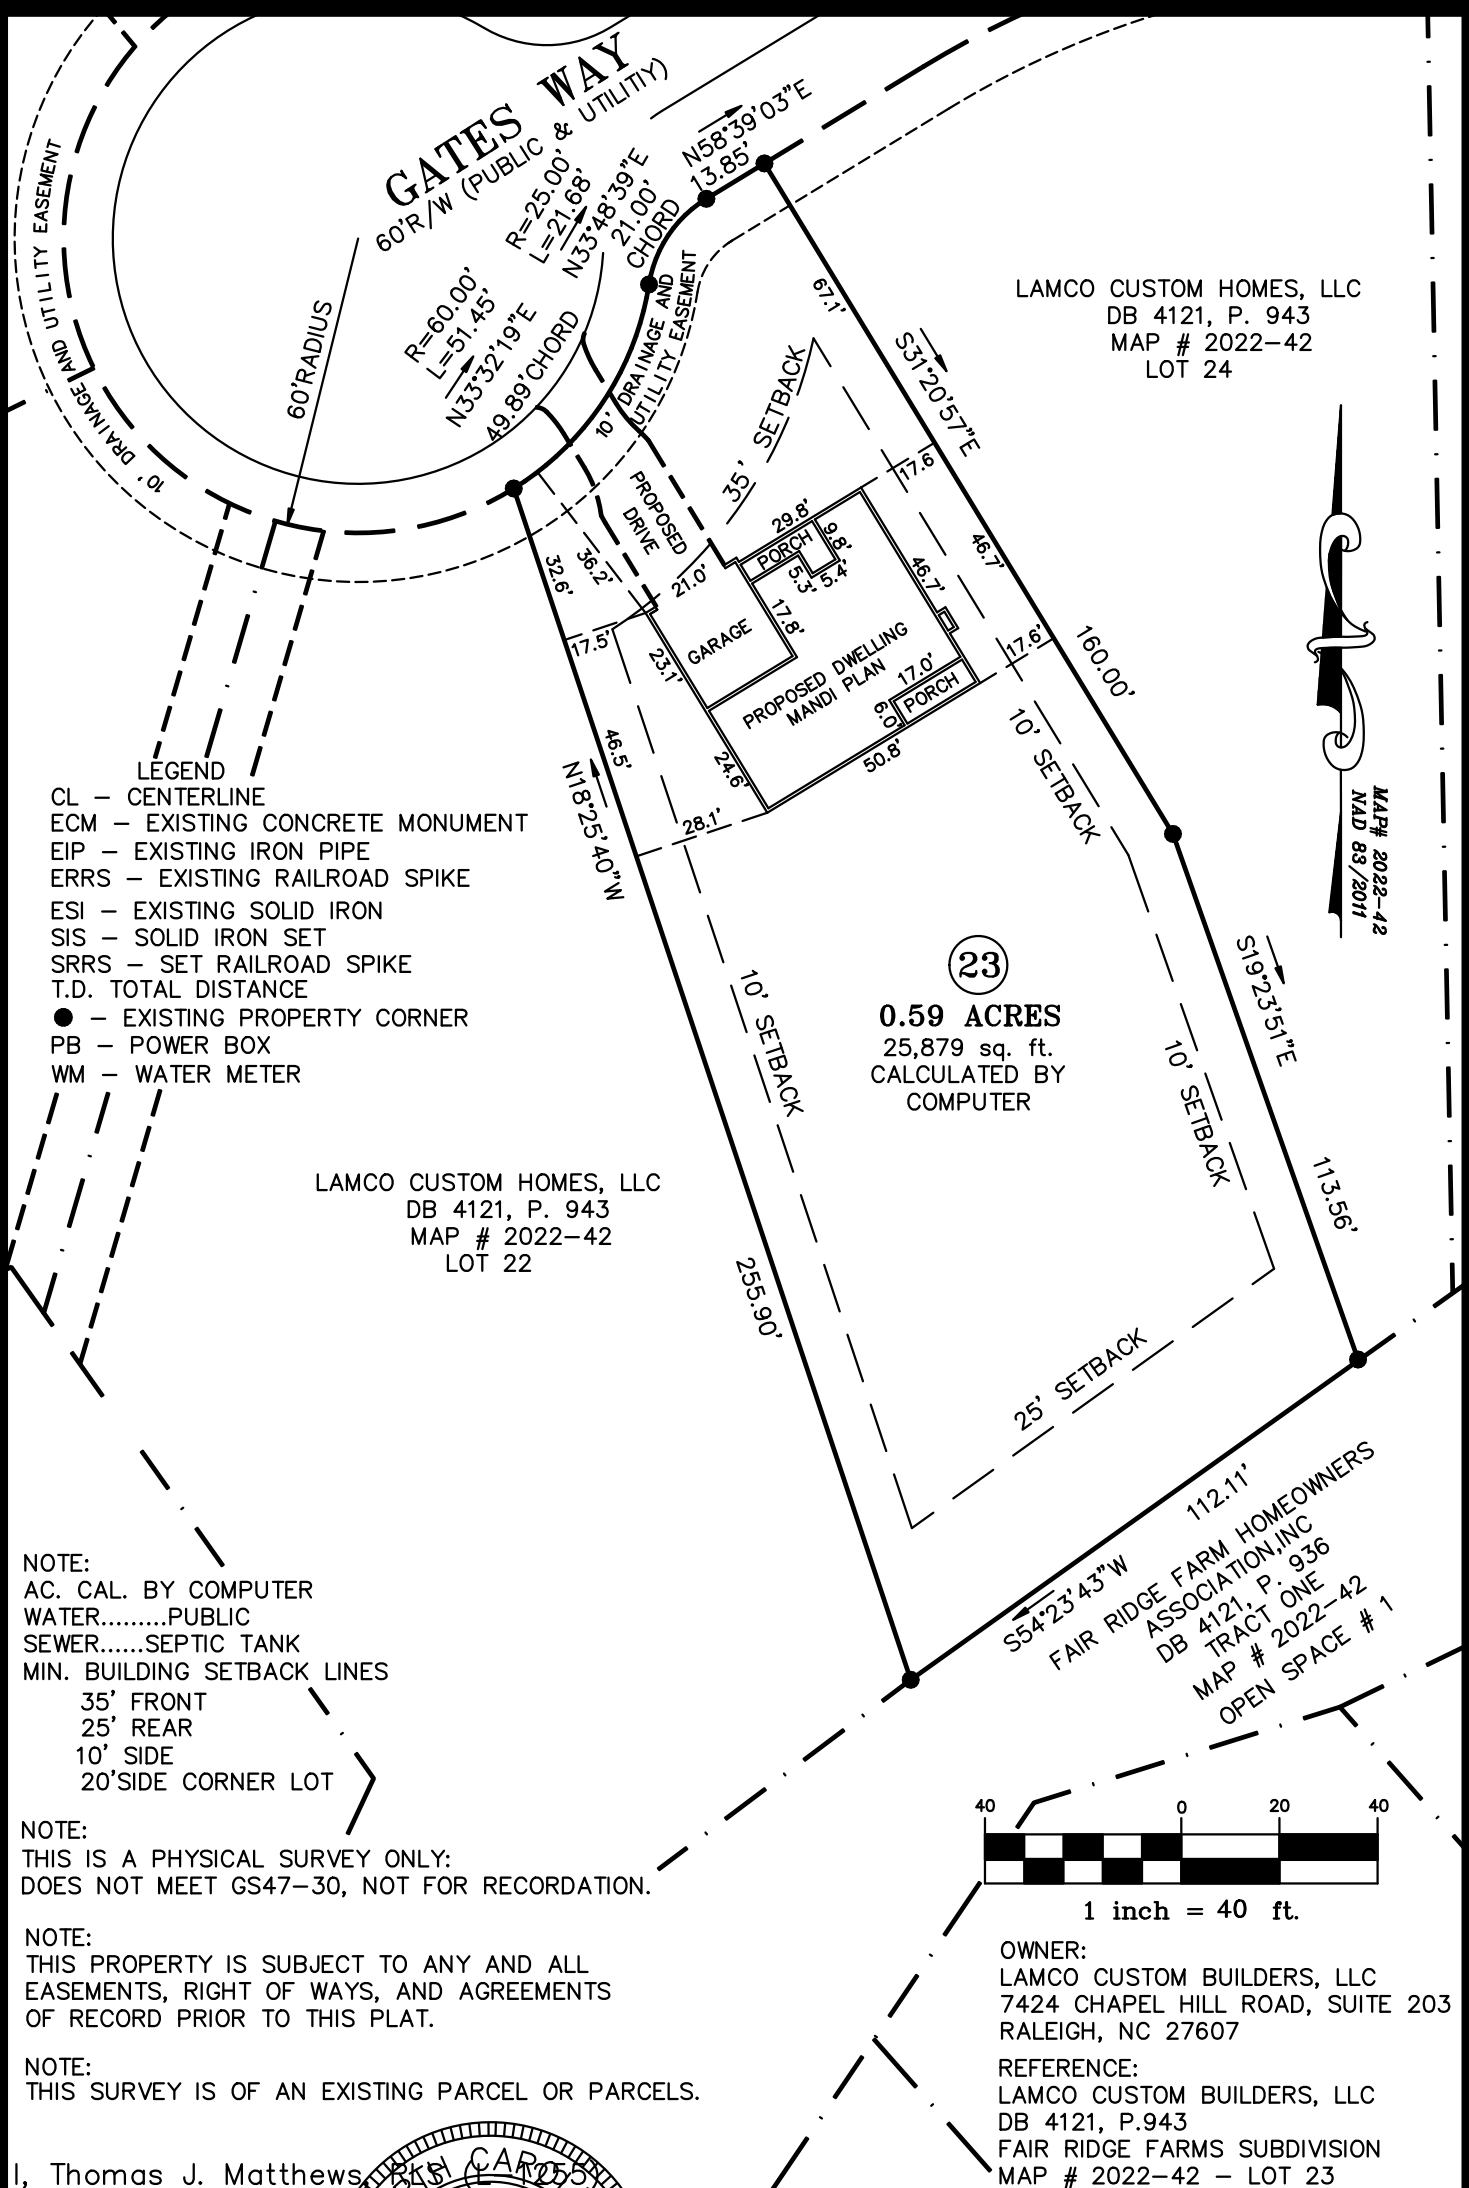 GATES WAY
60'R/W (PUBLIC & UTILITIY)
N58°39'03"E
13.85'
R=25.00'
L=21.68'
N33°48'39"E
21.00'
CHORD
R=60.00'
L=51.45'
N33°32'19"E
49.89'CHORD
60'RADIUS
10' DRAINAGE AND UTILITY EASEMENT
10' DRAINAGE AND
UTILITY EASEMENT
LAMCO CUSTOM HOMES, LLC
DB 4121, P. 943
MAP # 2022-42
LOT 24
67.1'
S31°20'57"E
35' SETBACK
17.6
46.7'
160.00'
17.6'
PROPOSED
DRIVE
32.6'
36.2'
21.0'
29.8'
PORCH
9.8'
5.3'
5.4'
46.7'
17.8'
GARAGE
17.5'
23.1'
PROPOSED DWELLING
MANDI PLAN
17.0'
PORCH
6.0'
50.8'
24.6'
28.1'
46.5'
N18°25'40"W
10' SETBACK
MAP# 2022-42
NAD 83/2011
LEGEND
CL - CENTERLINE
ECM - EXISTING CONCRETE MONUMENT
EIP - EXISTING IRON PIPE
ERRS - EXISTING RAILROAD SPIKE
ESI - EXISTING SOLID IRON
SIS - SOLID IRON SET
SRRS - SET RAILROAD SPIKE
T.D. TOTAL DISTANCE
● - EXISTING PROPERTY CORNER
PB - POWER BOX
WM - WATER METER
23
0.59 ACRES
25,879 sq. ft.
CALCULATED BY
COMPUTER
10' SETBACK
10' SETBACK
S19°23'51"E
113.56'
LAMCO CUSTOM HOMES, LLC
DB 4121, P. 943
MAP # 2022-42
LOT 22
255.90'
25' SETBACK
112.11'
S54°23'43"W
FAIR RIDGE FARM HOMEOWNERS
ASSOCIATION,INC
DB 4121, P. 936
TRACT ONE
MAP # 2022-42
OPEN SPACE # 1
NOTE:
AC. CAL. BY COMPUTER
WATER.........PUBLIC
SEWER......SEPTIC TANK
MIN. BUILDING SETBACK LINES
35' FRONT
25' REAR
10' SIDE
20'SIDE CORNER LOT
NOTE:
THIS IS A PHYSICAL SURVEY ONLY:
DOES NOT MEET GS47-30, NOT FOR RECORDATION.
NOTE:
THIS PROPERTY IS SUBJECT TO ANY AND ALL
EASEMENTS, RIGHT OF WAYS, AND AGREEMENTS
OF RECORD PRIOR TO THIS PLAT.
NOTE:
THIS SURVEY IS OF AN EXISTING PARCEL OR PARCELS.
40 0 20 40
1 inch = 40 ft.
OWNER:
LAMCO CUSTOM BUILDERS, LLC
7424 CHAPEL HILL ROAD, SUITE 203
RALEIGH, NC 27607
REFERENCE:
LAMCO CUSTOM BUILDERS, LLC
DB 4121, P.943
FAIR RIDGE FARMS SUBDIVISION
MAP # 2022-42 - LOT 23
I, Thomas J. Matthews,